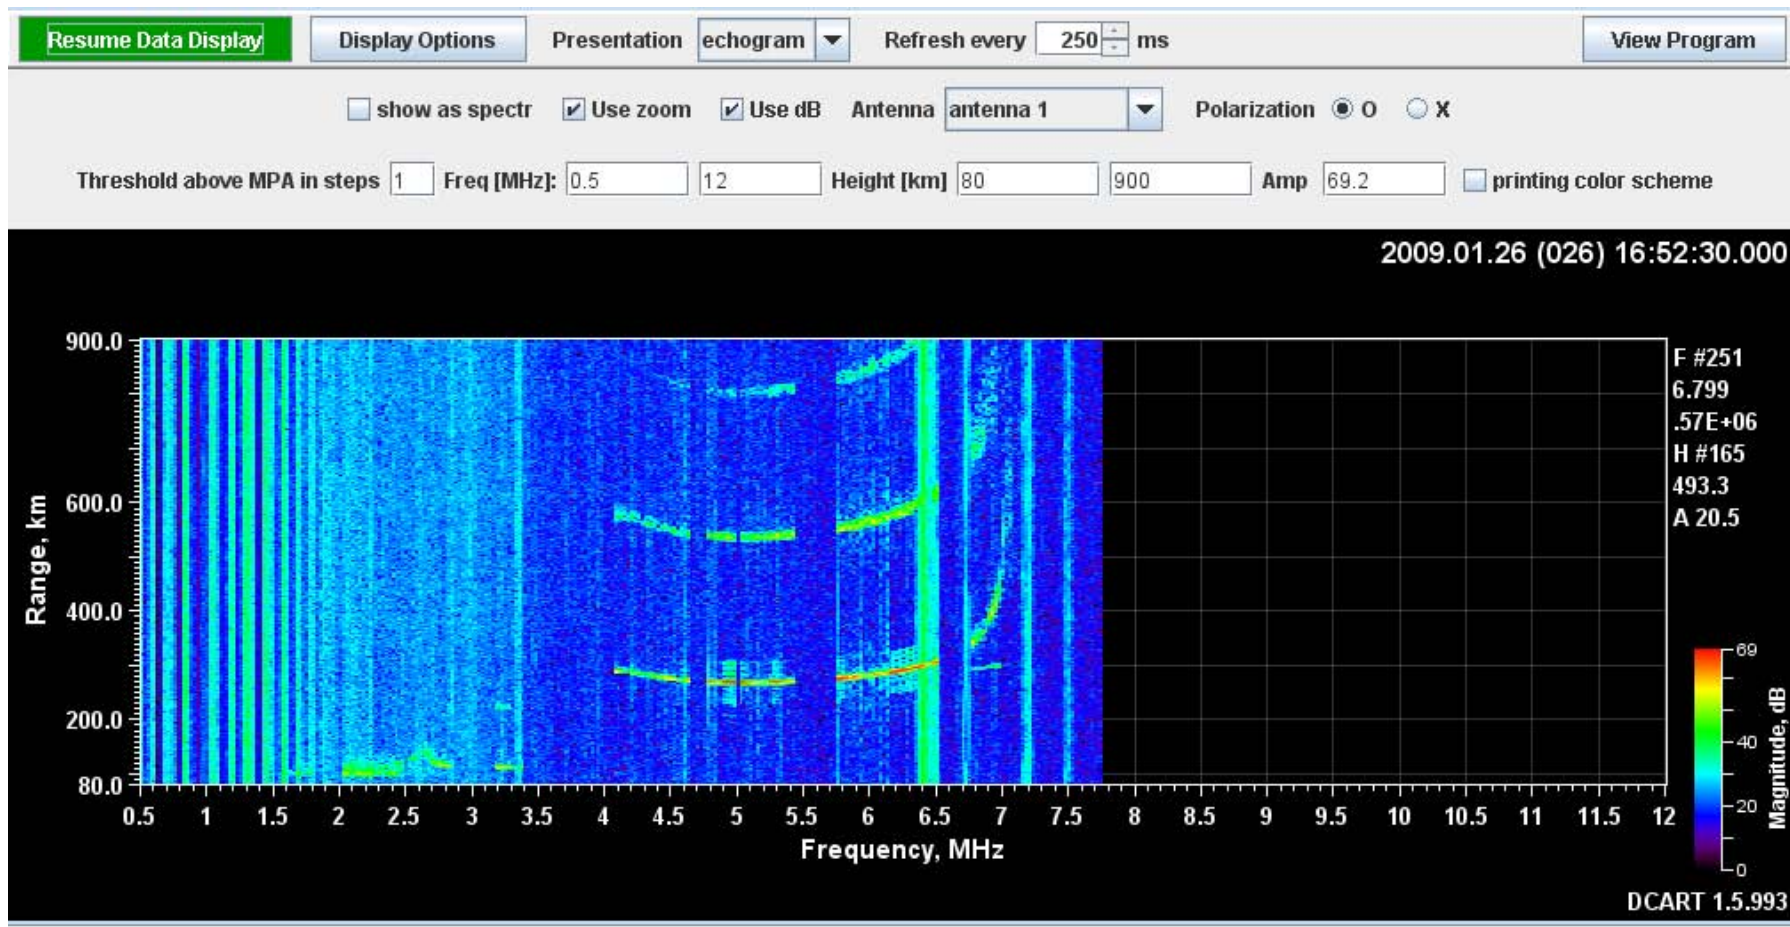 Resume Data Display Display Options Presentation echogram Refresh every 250 ms View Program
show as spectr Use zoom Use dB Antenna antenna 1 Polarization O X
Threshold above MPA in steps 1 Freq [MHz]: 0.5 12 Height [km] 80 900 Amp 69.2 printing color scheme
2009.01.26 (026) 16:52:30.000
900.0
600.0
400.0
200.0
80.0
Range, km
0.5 1 1.5 2 2.5 3 3.5 4 4.5 5 5.5 6 6.5 7 7.5 8 8.5 9 9.5 10 10.5 11 11.5 12
Frequency, MHz
F #251
6.799
.57E+06
H #165
493.3
A 20.5
69
40
20
0
Magnitude, dB
DCART 1.5.993